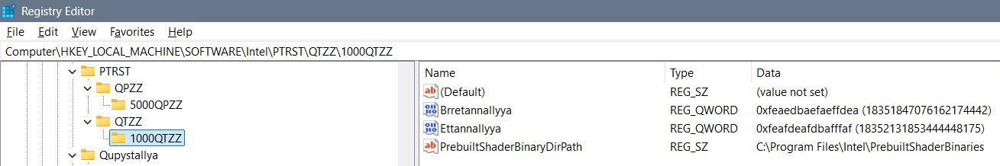 Registry Editor
File Edit View Favorites Help
Computer\HKEY_LOCAL_MACHINE\SOFTWARE\Intel\PTRST\QTZZ\1000QTZZ
PTRST
QPZZ
5000QPZZ
QTZZ
1000QTZZ
Qupystallya
Name Type Data
(Default) REG_SZ (value not set)
Brretannallyya REG_QWORD 0xfeaedbaefaeffdea (18351847076162174442)
Ettannallyya REG_QWORD 0xfeafdeafdbafffaf (18352131853444448175)
PrebuiltShaderBinaryDirPath REG_SZ C:\Program Files\Intel\PrebuiltShaderBinaries